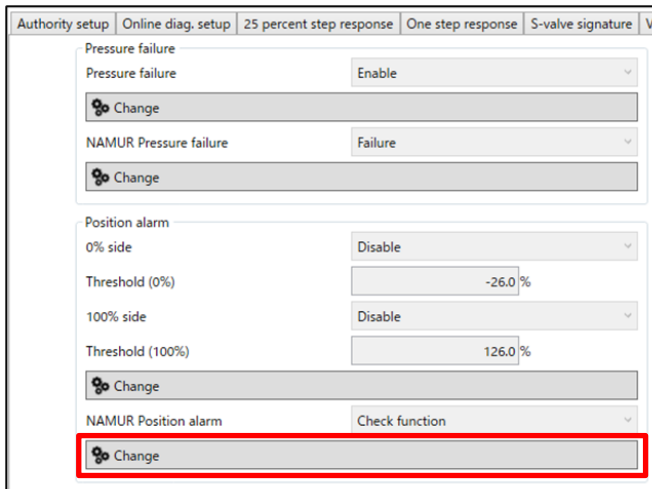 Authority setup Online diag. setup 25 percent step response One step response S-valve signature V
Pressure failure
Pressure failure Enable
Change
NAMUR Pressure failure Failure
Change
Position alarm
0% side Disable
Threshold (0%) -26.0 %
100% side Disable
Threshold (100%) 126.0 %
Change
NAMUR Position alarm Check function
Change